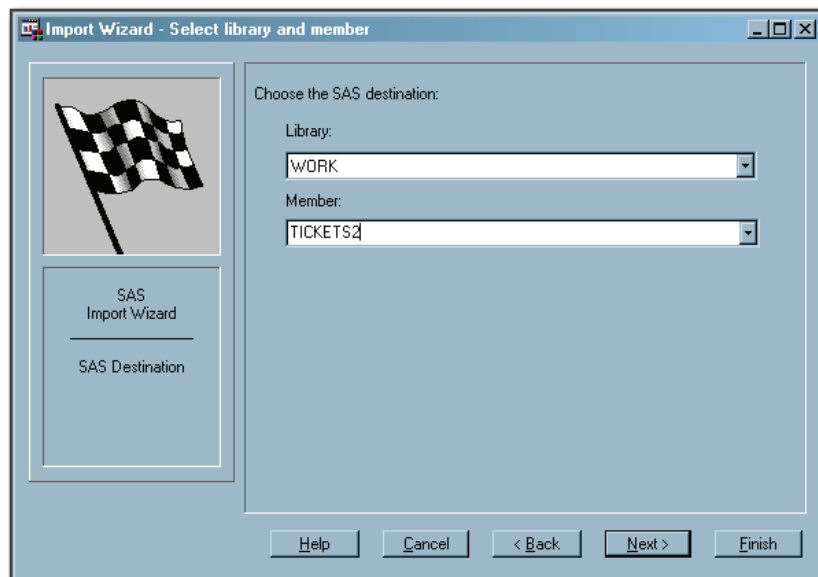 Import Wizard - Select library and member
Choose the SAS destination:
Library:
WORK
Member:
TICKETS2
SAS
Import Wizard
SAS Destination
Help
Cancel
< Back
Next >
Finish